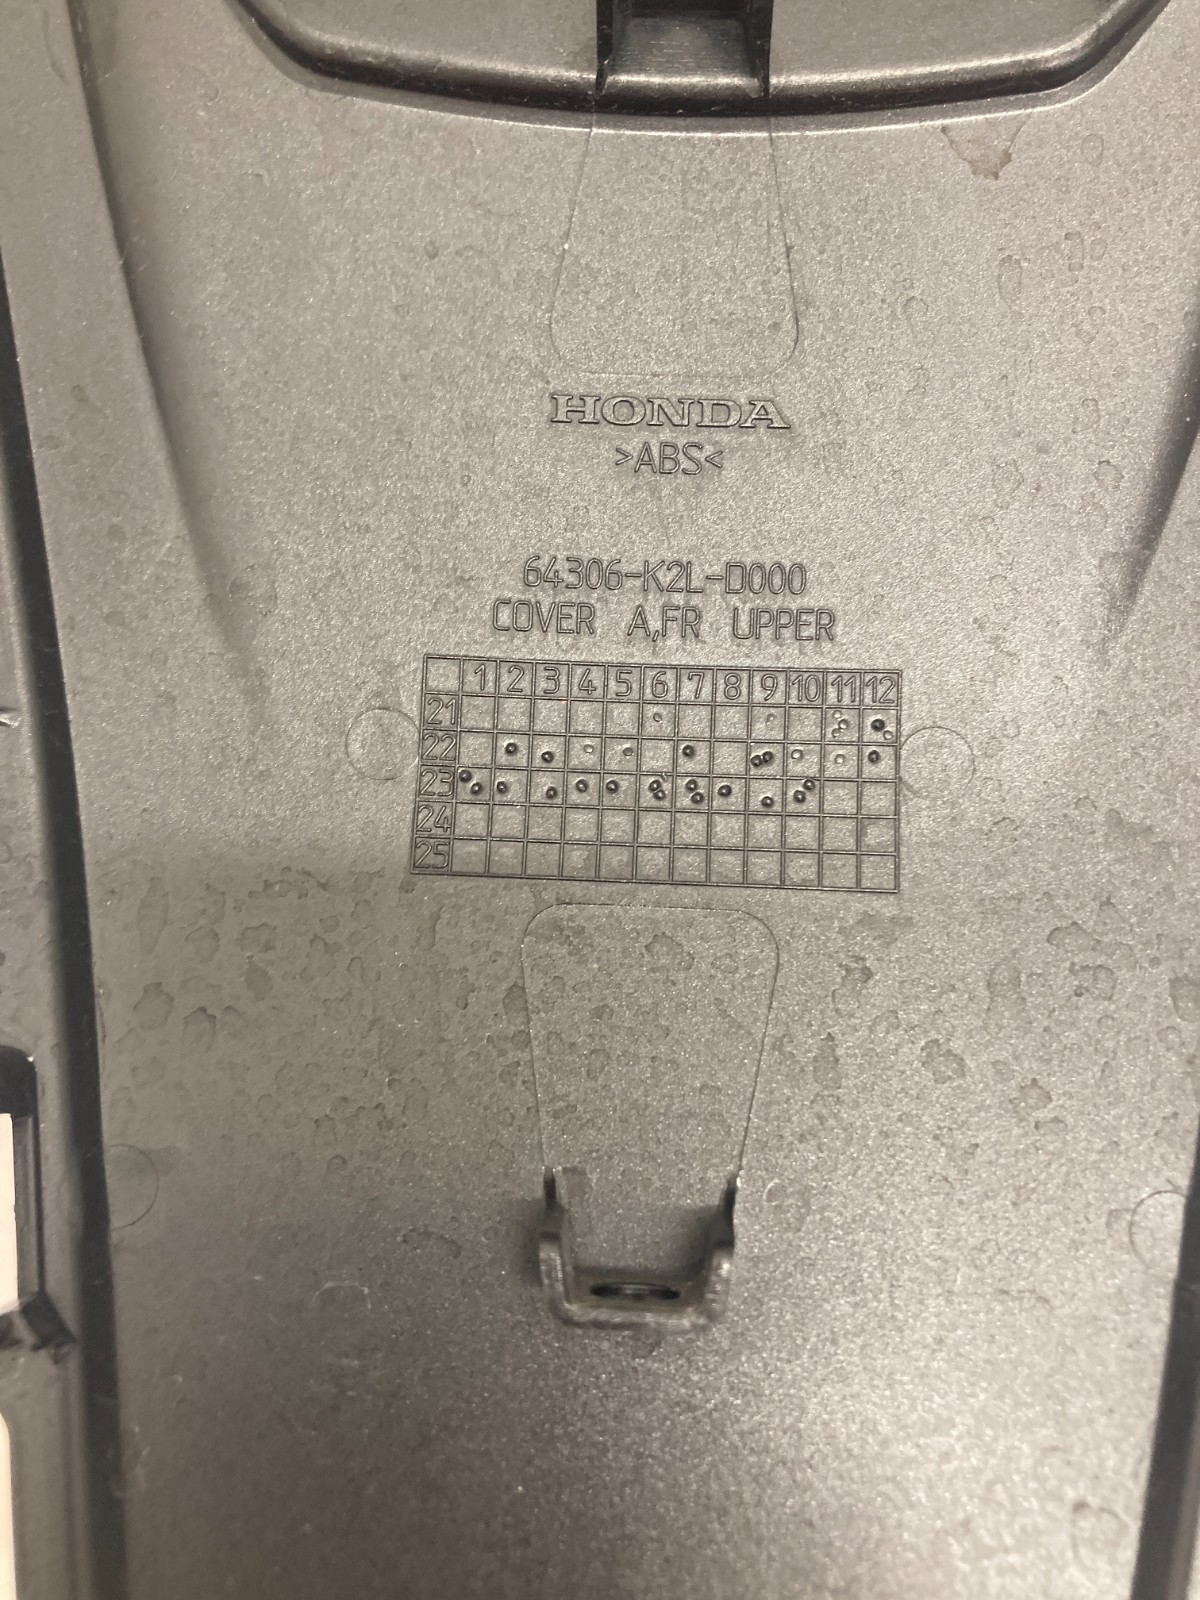 HONDA
>ABS<
64306-K2L-D000
COVER A,FR UPPER
1 2 3 4 5 6 7 8 9 10 11 12
21
22
23
24
25